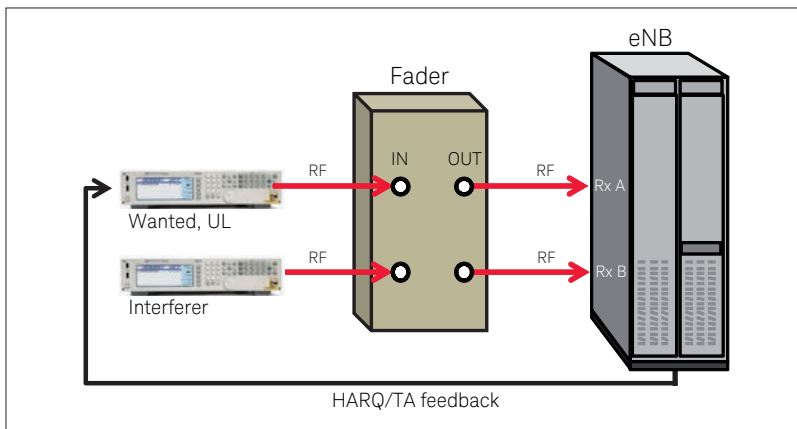 eNB
Fader
IN
OUT
RF
RF
Rx A
Wanted, UL
RF
RF
Rx B
Interferer
HARQ/TA feedback